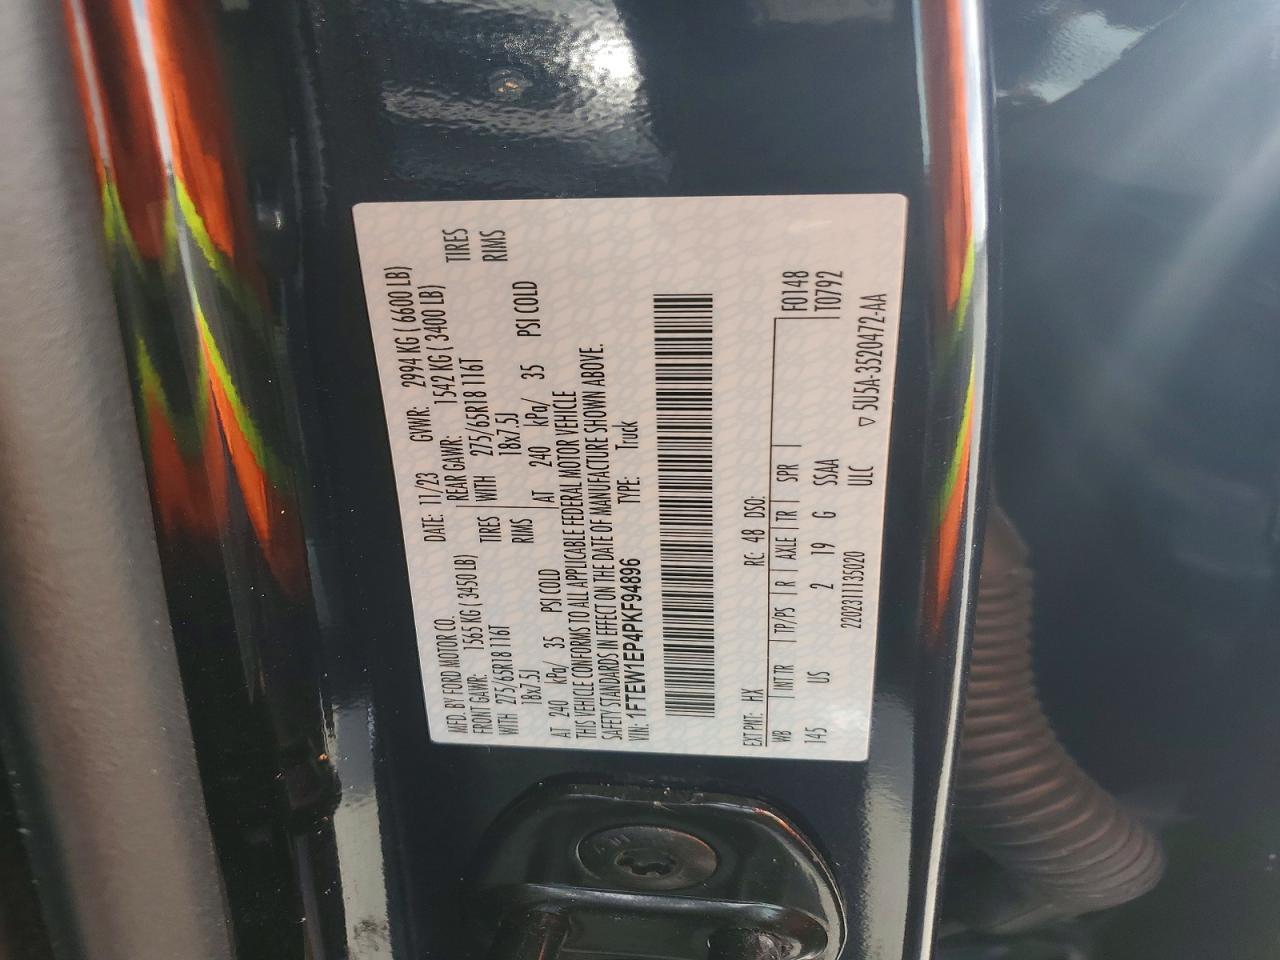 MFD. BY FORD MOTOR CO.
DATE: 11/23 GVWR: 2994 KG ( 6600 LB)
FRONT GAWR: 1565 KG ( 3450 LB) REAR GAWR: 1542 KG ( 3400 LB)
WITH 275/65R18 116T TIRES WITH 275/65R18 116T TIRES
18x7.5J RIMS 18x7.5J RIMS
AT 240 kPa/ 35 PSI COLD AT 240 kPa/ 35 PSI COLD
THIS VEHICLE CONFORMS TO ALL APPLICABLE FEDERAL MOTOR VEHICLE
SAFETY STANDARDS IN EFFECT ON THE DATE OF MANUFACTURE SHOWN ABOVE.
VIN: 1FTEW1EP4PKF94896 TYPE: Truck
EXT PNT: HX RC: 48 DSO:
WB INT TR TP/PS R AXLE TR SPR F0148
145 US 2 19 G SSAA T0792
ULC
2202311135020
▽ 5U5A-3520472-AA